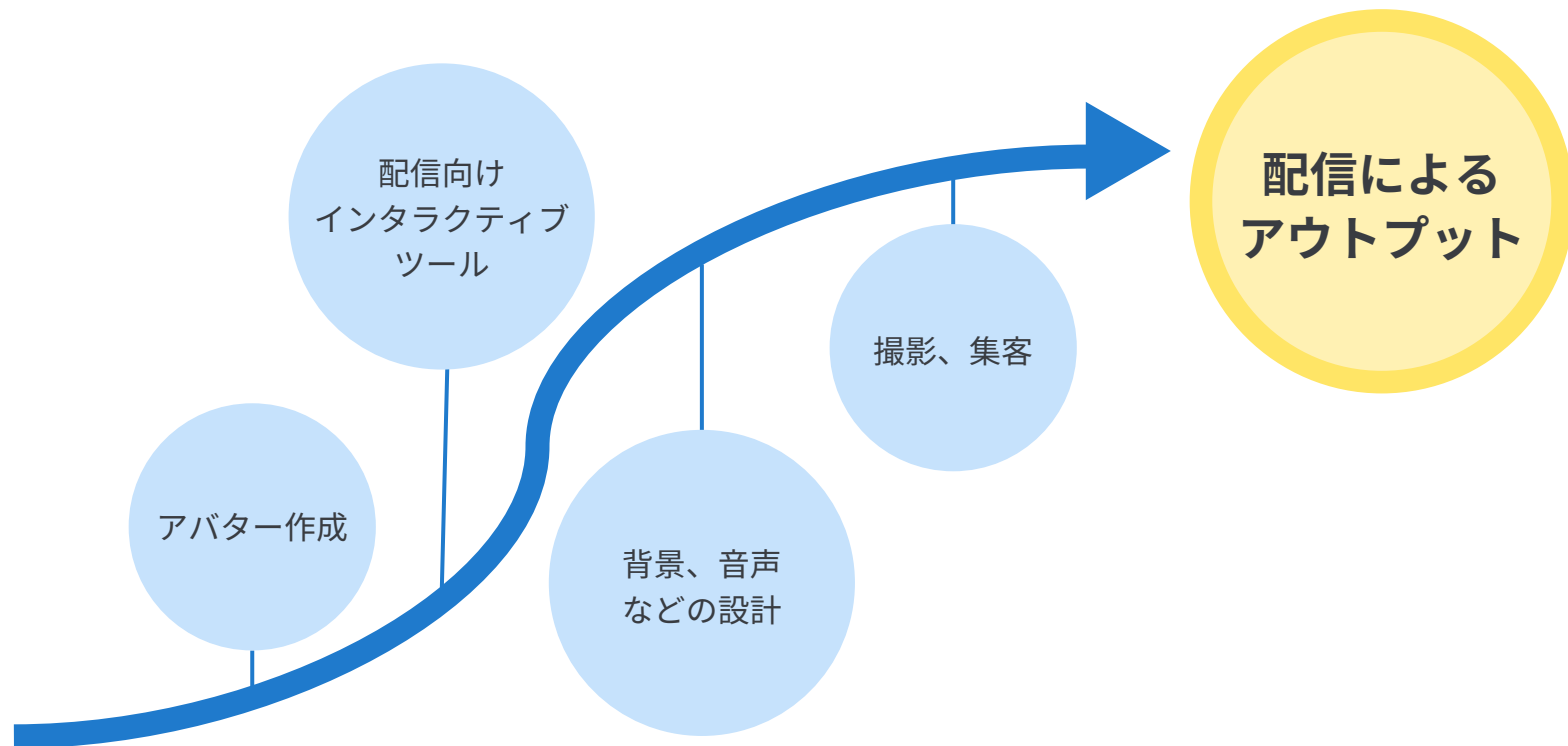 アバター作成
配信向け
インタラクティブ
ツール
背景、音声
などの設計
撮影、集客
配信による
アウトプット